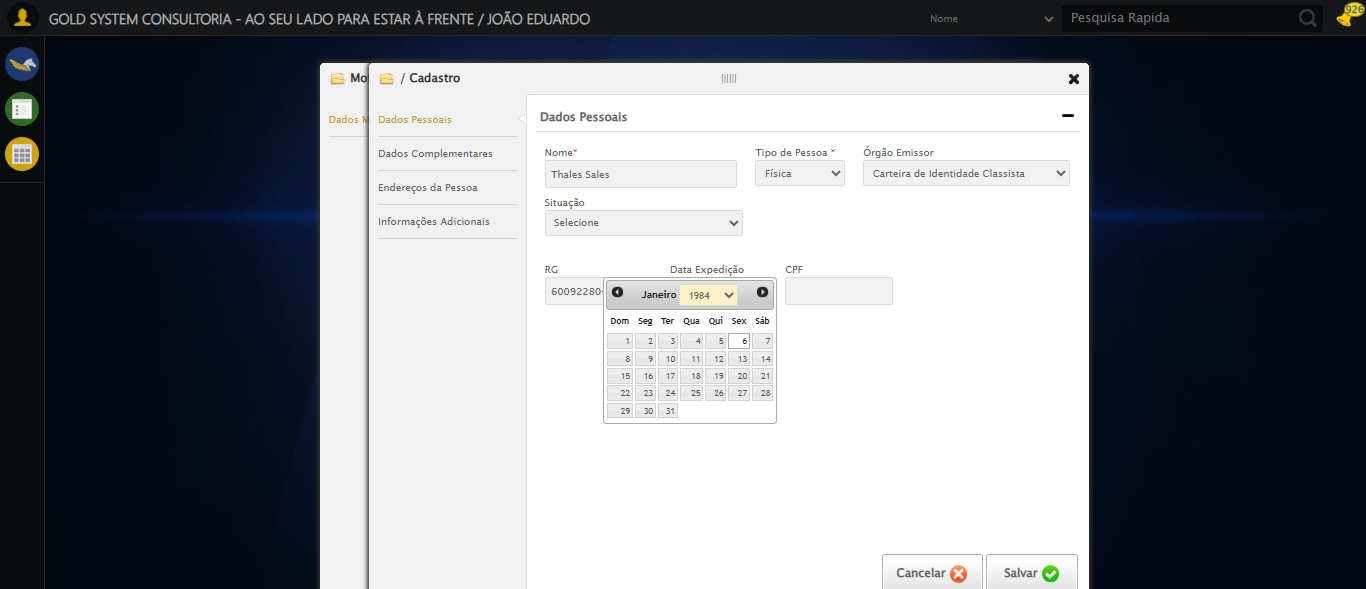 GOLD SYSTEM CONSULTORIA - AO SEU LADO PARA ESTAR À FRENTE / JOÃO EDUARDO
Nome
Pesquisa Rapida
926
Mo
/ Cadastro
Dados M
Dados Pessoais
Dados Complementares
Endereços da Pessoa
Informações Adicionais
Dados Pessoais
Nome* Tipo de Pessoa * Órgão Emissor
Thales Sales Física Carteira de Identidade Classista
Situação
Selecione
RG Data Expedição CPF
60092280-
Janeiro 1984
Dom Seg Ter Qua Qui Sex Sáb
1 2 3 4 5 6 7
8 9 10 11 12 13 14
15 16 17 18 19 20 21
22 23 24 25 26 27 28
29 30 31
Cancelar Salvar